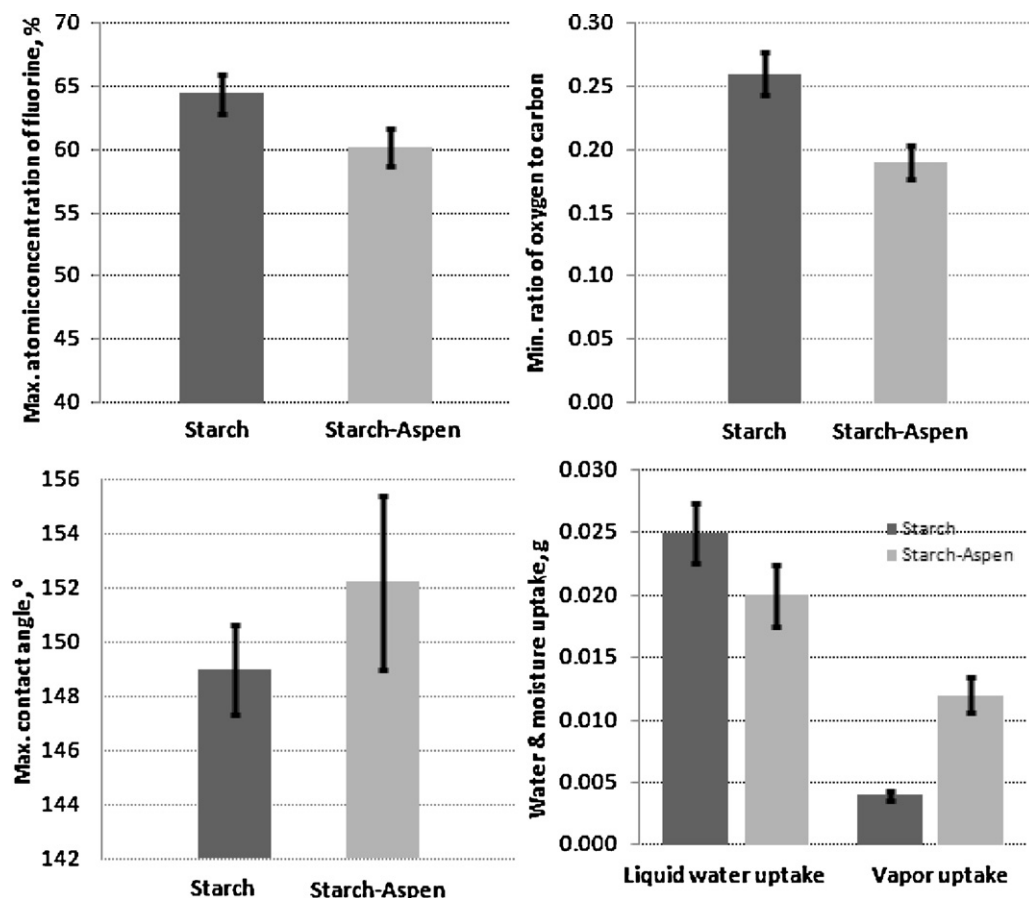 Max. atomic concentration of fluorine, %
70
65
60
55
50
45
40
Starch Starch-Aspen
Min. ratio of oxygen to carbon
0.30
0.25
0.20
0.15
0.10
0.05
0.00
Starch Starch-Aspen
Max. contact angle, °
156
154
152
150
148
146
144
142
Starch Starch-Aspen
Water & moisture uptake, g
0.030
0.025
0.020
0.015
0.010
0.005
0.000
Starch
Starch-Aspen
Liquid water uptake Vapor uptake